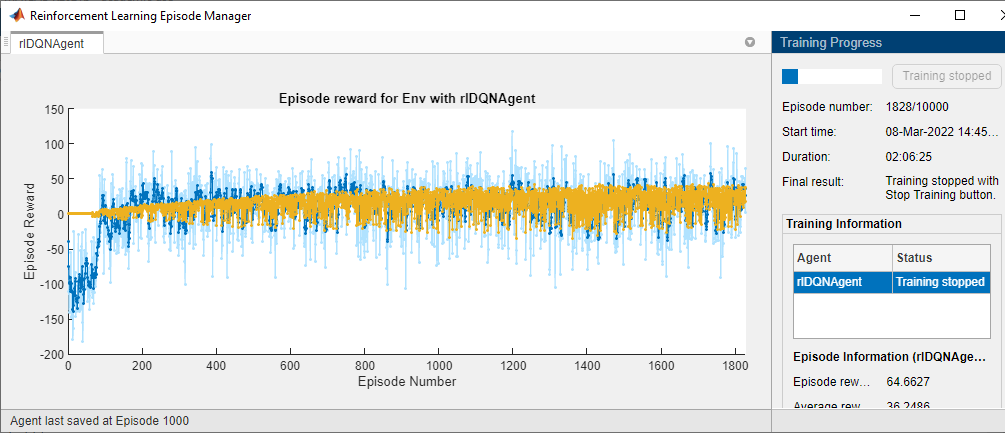 Reinforcement Learning Episode Manager
rlDQNAgent
Episode reward for Env with rlDQNAgent
Episode Reward
150
100
50
0
-50
-100
-150
-200
0 200 400 600 800 1000 1200 1400 1600 1800
Episode Number
Agent last saved at Episode 1000
Training Progress
Training stopped
Episode number: 1828/10000
Start time: 08-Mar-2022 14:45...
Duration: 02:06:25
Final result: Training stopped with
Stop Training button.
Training Information
Agent Status
rlDQNAgent Training stopped
Episode Information (rlDQNAge...
Episode rew... 64.6627
Average rew... 36.2486